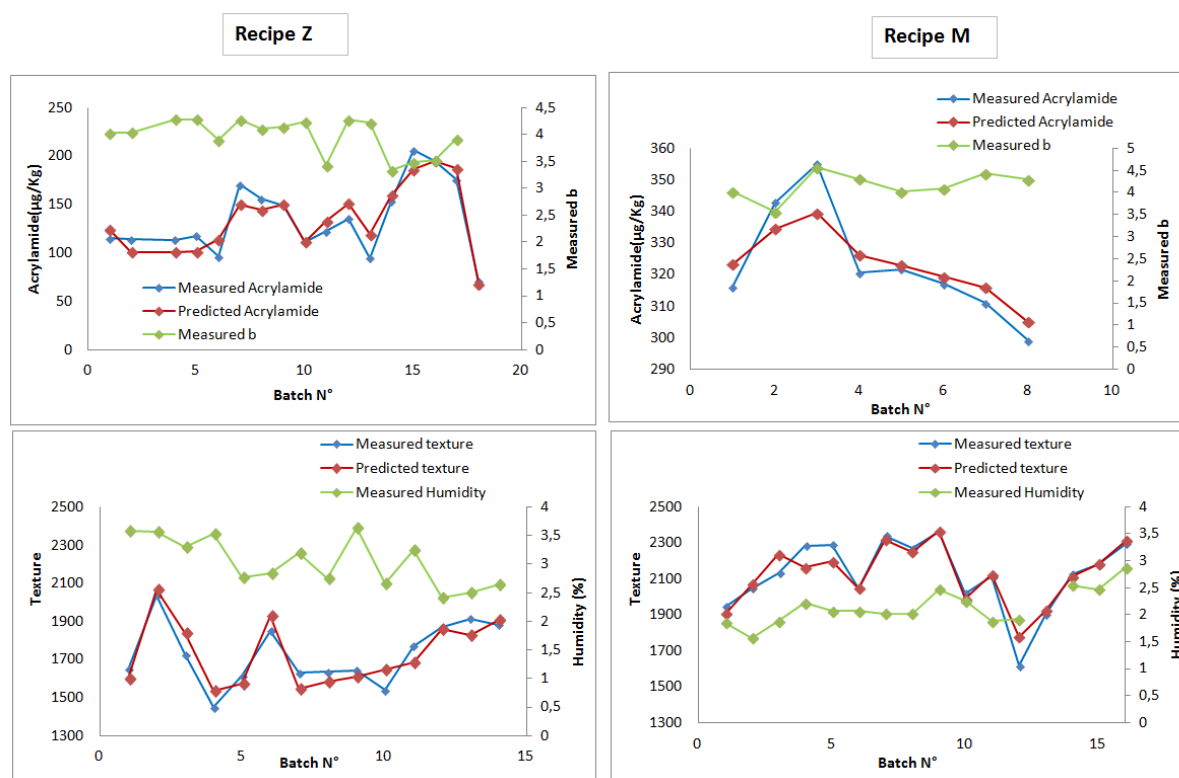 Recipe Z
Recipe M
250
200
150
100
50
0
Acrylamide(µg/Kg)
4,5
4
3,5
3
2,5
2
1,5
1
0,5
0
Measured b
Measured Acrylamide
Predicted Acrylamide
Measured b
0 5 10 15 20
Batch N°
Measured Acrylamide
Predicted Acrylamide
Measured b
360
350
340
330
320
310
300
290
Acrylamide(µg/Kg)
5
4,5
4
3,5
3
2,5
2
1,5
1
0,5
0
Measured b
0 2 4 6 8 10
Batch N°
Measured texture
Predicted texture
Measured Humidity
2500
2300
2100
1900
1700
1500
1300
Texture
4
3,5
3
2,5
2
1,5
1
0,5
0
Humidity (%)
0 5 10 15
Batch N°
Measured texture
Predicted texture
Measured Humidity
2500
2300
2100
1900
1700
1500
1300
Texture
4
3,5
3
2,5
2
1,5
1
0,5
0
Humidity (%)
0 5 10 15
Batch N°